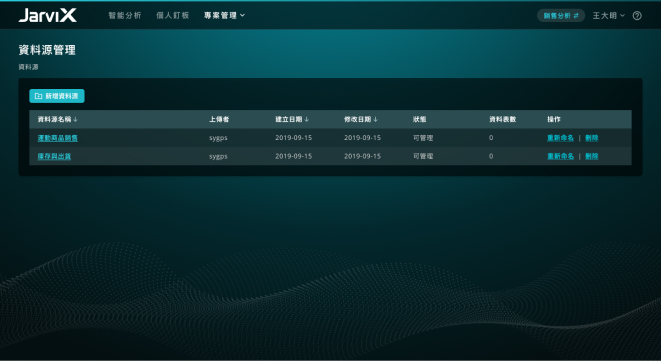 JarviX 智能分析 個人釘板 專案管理 銷售分析 王大明
資料源管理
資料源
新增資料源
資料源名稱 ↓ 上傳者 建立日期 ↓ 修改日期 ↓ 狀態 資料表數 操作
運動商品銷售 sygps 2019-09-15 2019-09-15 可管理 0 重新命名 | 刪除
庫存與出貨 sygps 2019-09-15 2019-09-15 可管理 0 重新命名 | 刪除